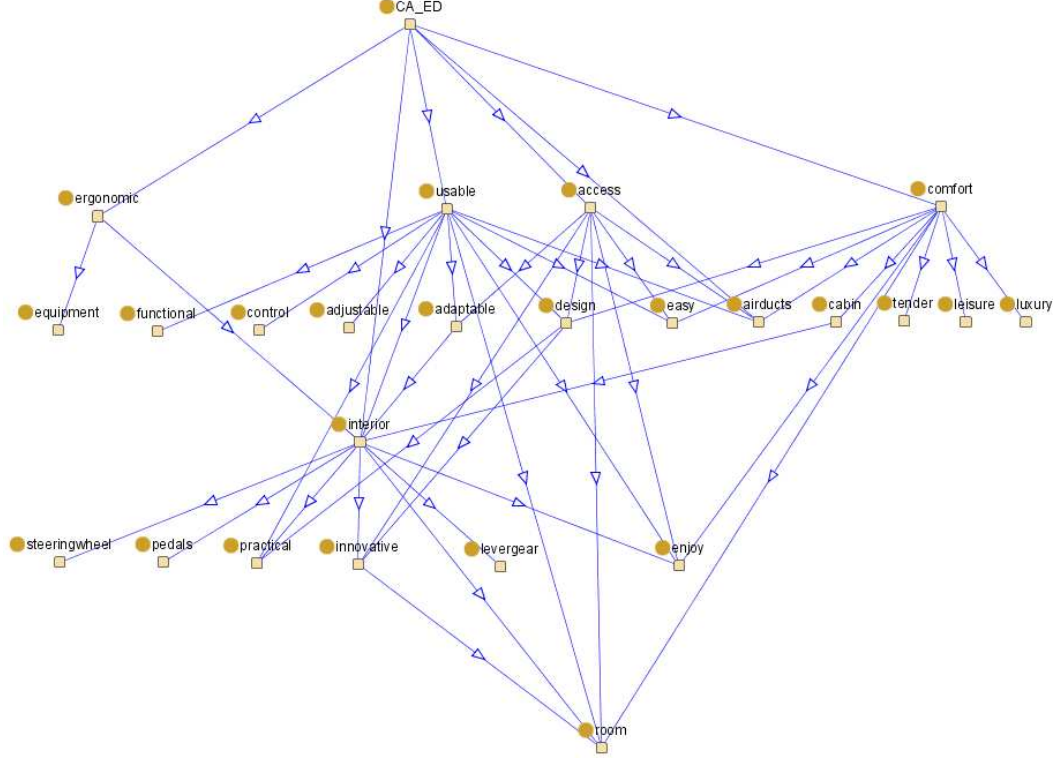 CA_ED
ergonomic
usable
access
comfort
equipment
functional
control
adjustable
adaptable
design
easy
airducts
cabin
tender
leisure
luxury
interior
steeringwheel
pedals
practical
innovative
levergear
enjoy
room